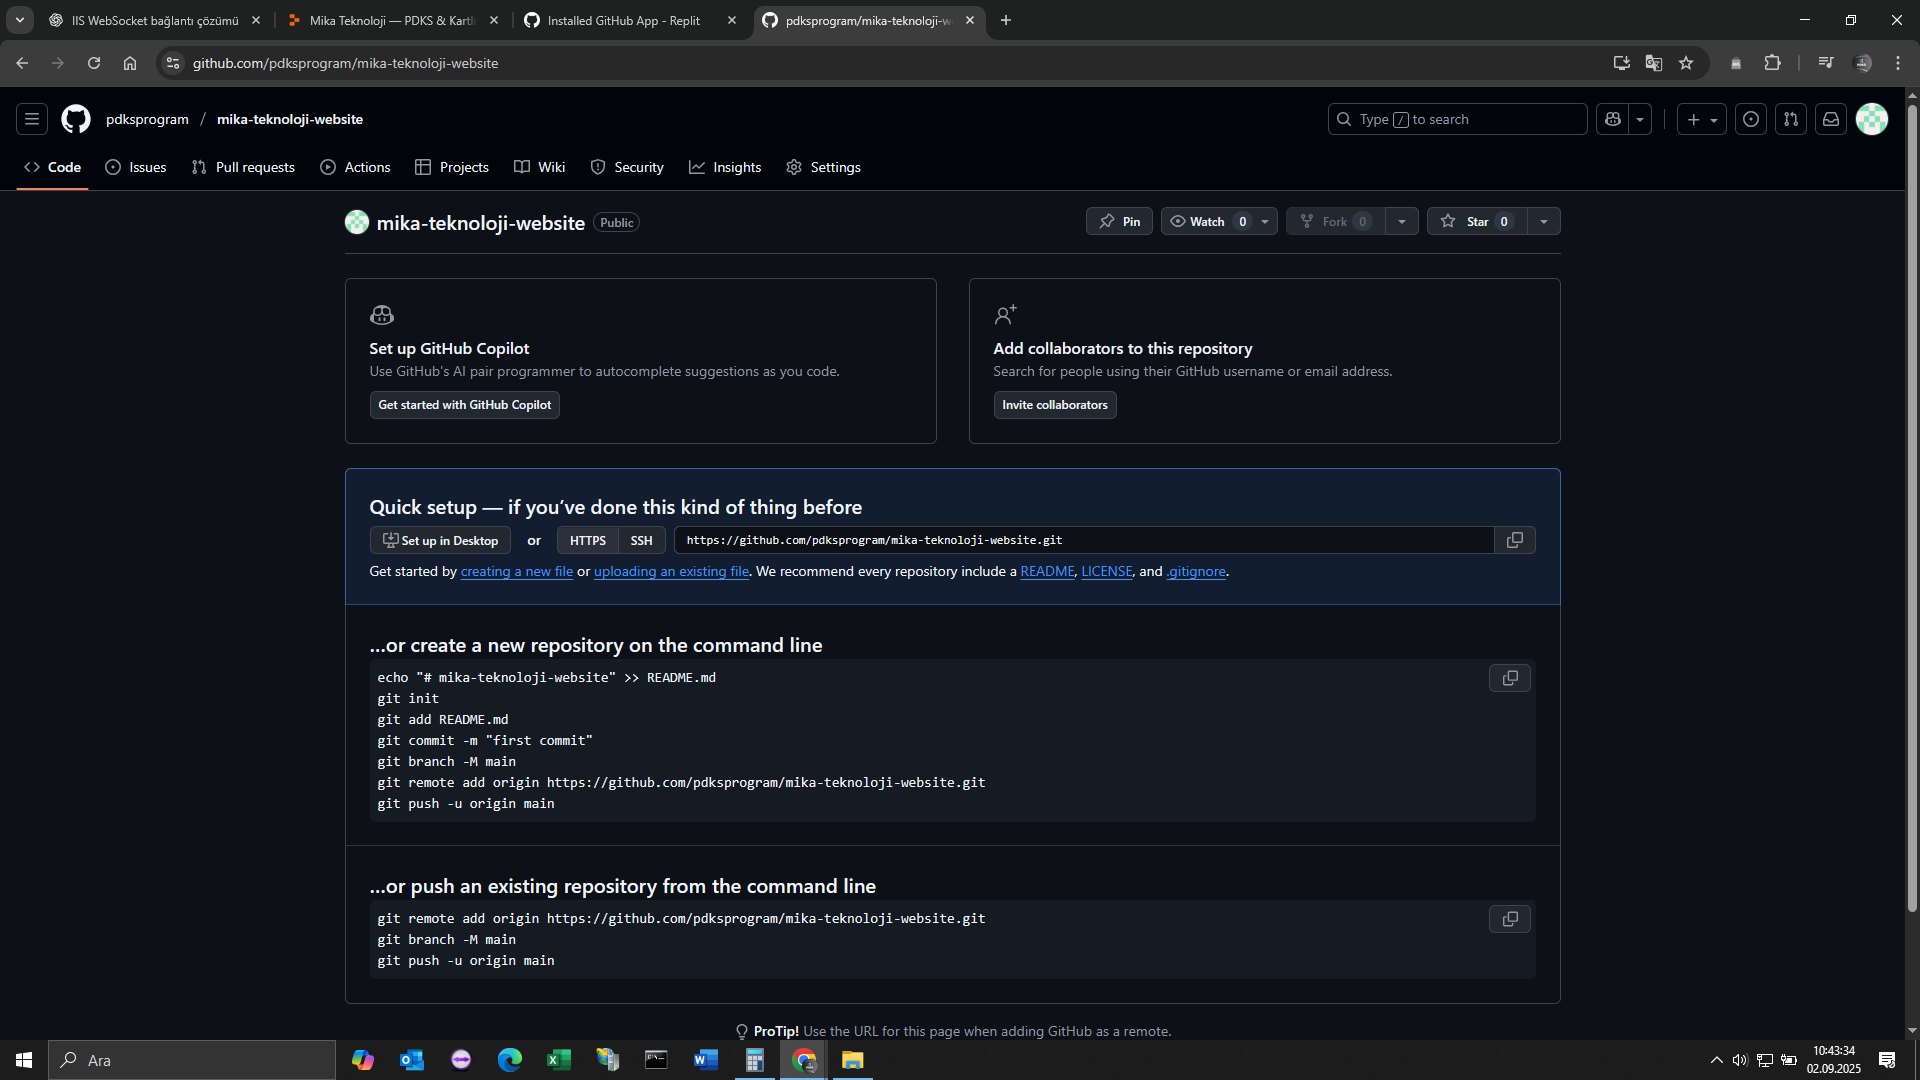 IIS WebSocket bağlantı çözümü
Mika Teknoloji — PDKS & Kartl
Installed GitHub App - Replit
pdksprogram/mika-teknoloji-w
github.com/pdksprogram/mika-teknoloji-website
pdksprogram / mika-teknoloji-website
Type / to search
Code
Issues
Pull requests
Actions
Projects
Wiki
Security
Insights
Settings
mika-teknoloji-website Public
Pin
Watch 0
Fork 0
Star 0
Set up GitHub Copilot
Use GitHub's AI pair programmer to autocomplete suggestions as you code.
Get started with GitHub Copilot
Add collaborators to this repository
Search for people using their GitHub username or email address.
Invite collaborators
Quick setup — if you’ve done this kind of thing before
Set up in Desktop or HTTPS SSH https://github.com/pdksprogram/mika-teknoloji-website.git
Get started by creating a new file or uploading an existing file. We recommend every repository include a README, LICENSE, and .gitignore.
…or create a new repository on the command line
echo "# mika-teknoloji-website" >> README.md
git init
git add README.md
git commit -m "first commit"
git branch -M main
git remote add origin https://github.com/pdksprogram/mika-teknoloji-website.git
git push -u origin main
…or push an existing repository from the command line
git remote add origin https://github.com/pdksprogram/mika-teknoloji-website.git
git branch -M main
git push -u origin main
ProTip! Use the URL for this page when adding GitHub as a remote.
Ara
10:43:34
02.09.2025